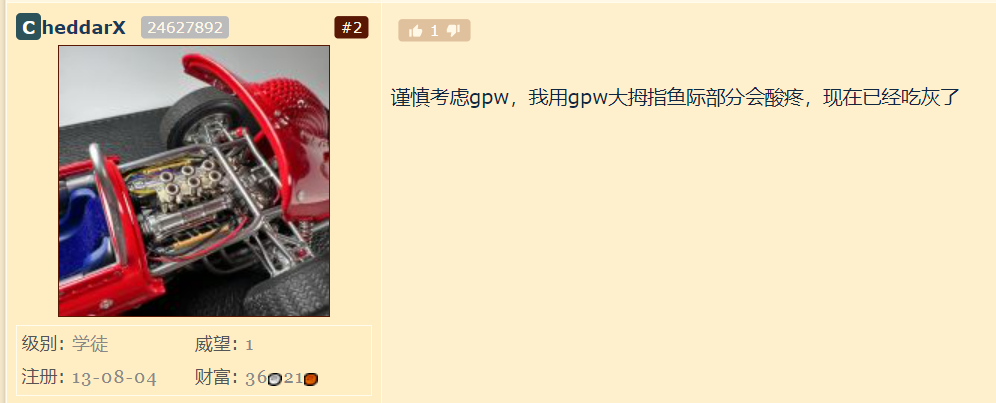 CheddarX 24627892 #2
1
谨慎考虑gpw，我用gpw大拇指鱼际部分会酸疼，现在已经吃灰了
级别: 学徒 威望: 1
注册: 13-08-04 财富: 36 21